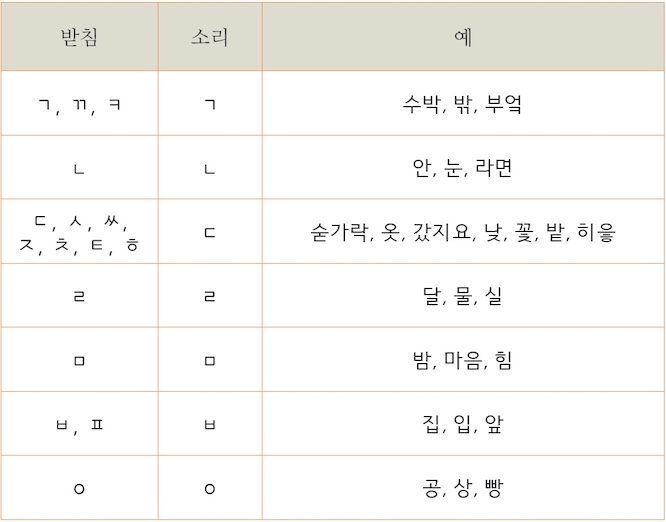 받침 소리 예
ㄱ, ㄲ, ㅋ ㄱ 수박, 밖, 부엌
ㄴ ㄴ 안, 눈, 라면
ㄷ, ㅅ, ㅆ,
ㅈ, ㅊ, ㅌ, ㅎ ㄷ 숟가락, 옷, 갔지요, 낮, 꽃, 밭, 히읗
ㄹ ㄹ 달, 물, 실
ㅁ ㅁ 밤, 마음, 힘
ㅂ, ㅍ ㅂ 집, 입, 앞
ㅇ ㅇ 공, 상, 빵